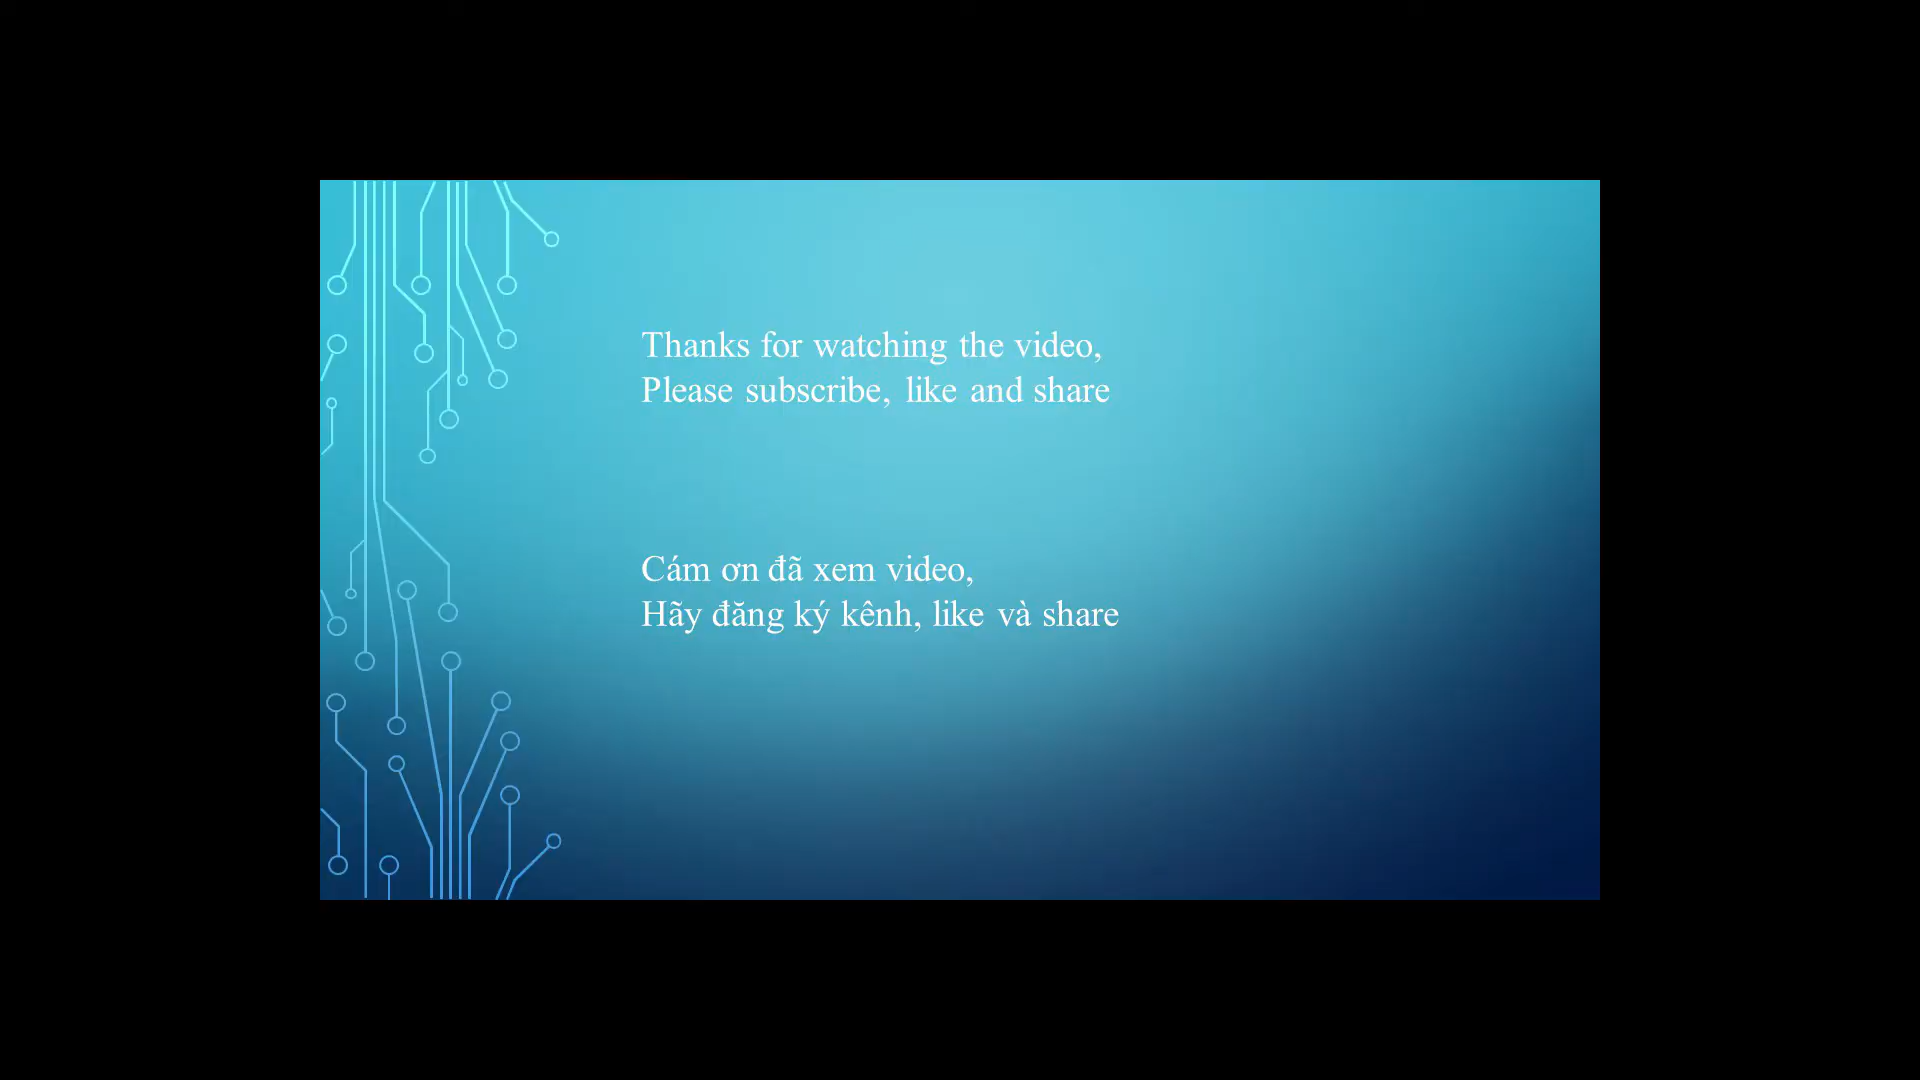 Thanks for watching the video,
Please subscribe, like and share
Cám ơn đã xem video,
Hãy đăng ký kênh, like và share